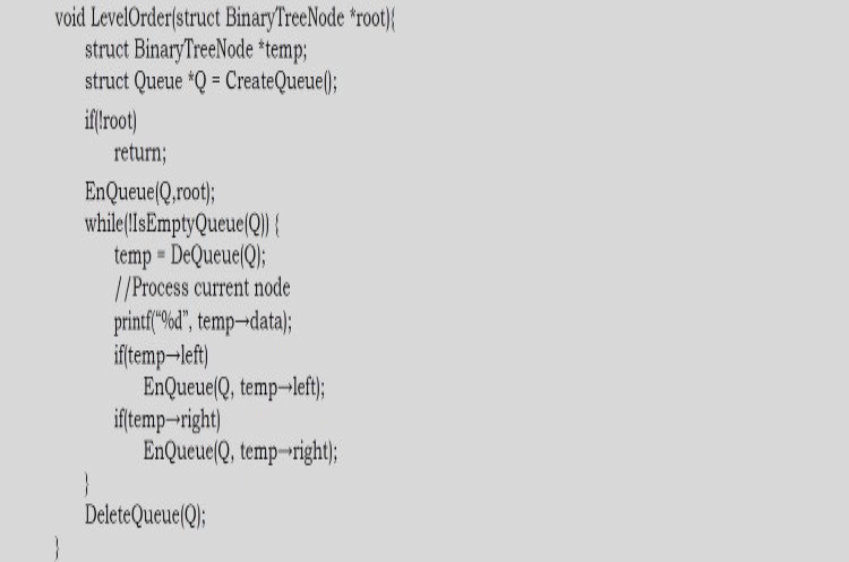 void LevelOrder(struct BinaryTreeNode *root){
struct BinaryTreeNode *temp;
struct Queue *Q = CreateQueue();
if(!root)
return;
EnQueue(Q,root);
while(!IsEmptyQueue(Q)) {
temp = DeQueue(Q);
//Process current node
printf(“%d”, temp→data);
if(temp→left)
EnQueue(Q, temp→left);
if(temp→right)
EnQueue(Q, temp→right);
}
DeleteQueue(Q);
}